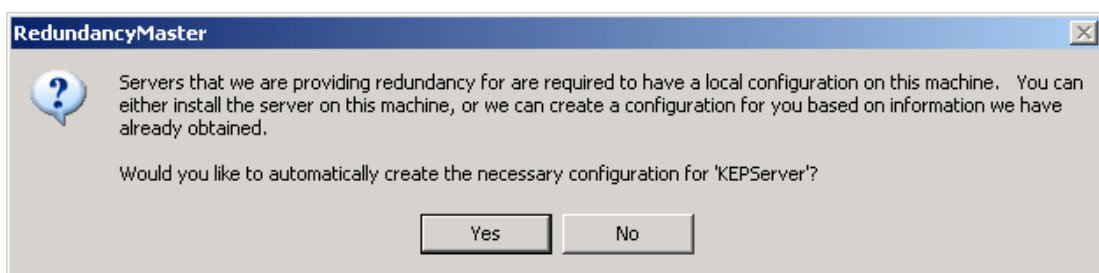 RedundancyMaster
Servers that we are providing redundancy for are required to have a local configuration on this machine. You can
either install the server on this machine, or we can create a configuration for you based on information we have
already obtained.
Would you like to automatically create the necessary configuration for 'KEPServer'?
Yes
No